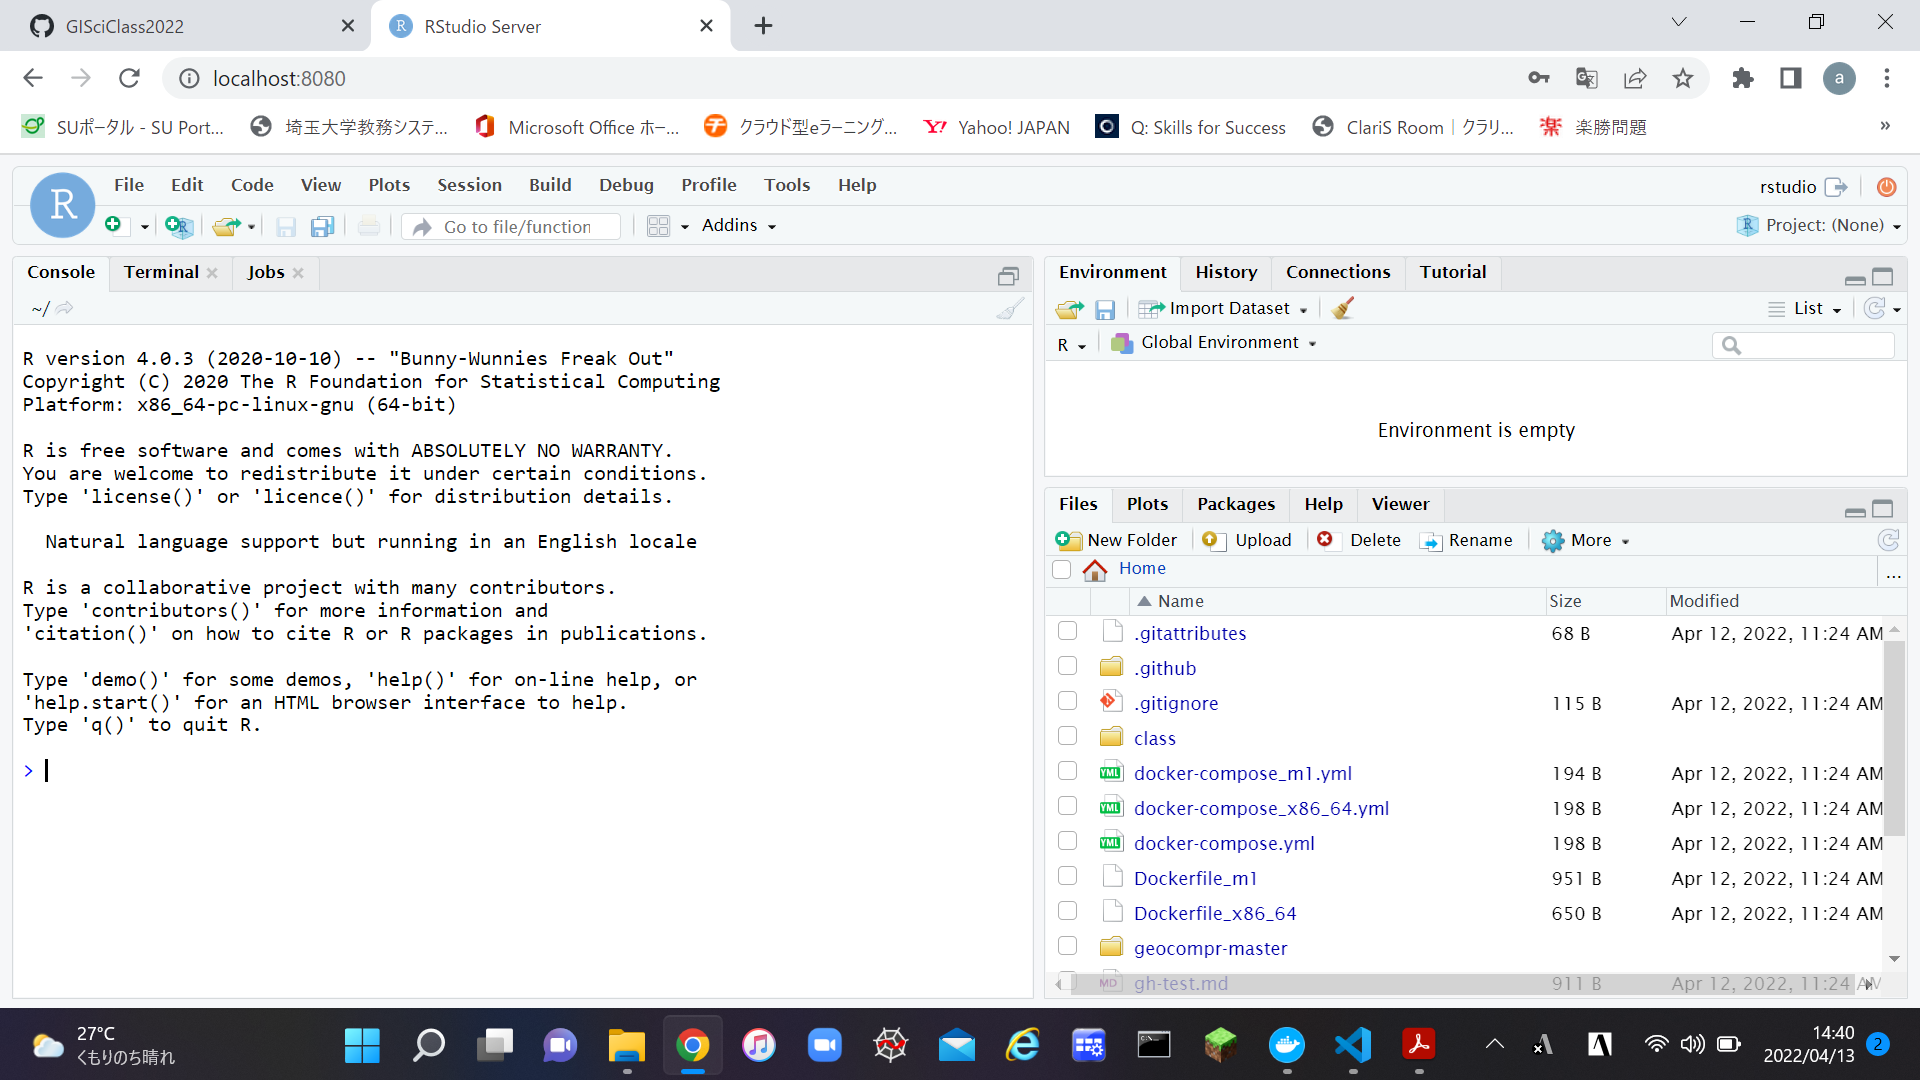 GISciClass2022
RStudio Server
localhost:8080
a
SUポータル - SU Port...
埼玉大学教務システ...
Microsoft Office ホー...
クラウド型eラーニング...
Yahoo! JAPAN
Q: Skills for Success
ClariS Room｜クラリ...
楽勝問題
»
R
File Edit Code View Plots Session Build Debug Profile Tools Help
rstudio
Go to file/function
Addins
Project: (None)
Console Terminal Jobs
~/
R version 4.0.3 (2020-10-10) -- "Bunny-Wunnies Freak Out"
Copyright (C) 2020 The R Foundation for Statistical Computing
Platform: x86_64-pc-linux-gnu (64-bit)
R is free software and comes with ABSOLUTELY NO WARRANTY.
You are welcome to redistribute it under certain conditions.
Type 'license()' or 'licence()' for distribution details.
Natural language support but running in an English locale
R is a collaborative project with many contributors.
Type 'contributors()' for more information and
'citation()' on how to cite R or R packages in publications.
Type 'demo()' for some demos, 'help()' for on-line help, or
'help.start()' for an HTML browser interface to help.
Type 'q()' to quit R.
>
Environment History Connections Tutorial
Import Dataset
List
R
Global Environment
Environment is empty
Files Plots Packages Help Viewer
New Folder Upload Delete Rename More
Home
...
Name Size Modified
.gitattributes 68 B Apr 12, 2022, 11:24 AM
.github
.gitignore 115 B Apr 12, 2022, 11:24 AM
class
YML docker-compose_m1.yml 194 B Apr 12, 2022, 11:24 AM
YML docker-compose_x86_64.yml 198 B Apr 12, 2022, 11:24 AM
YML docker-compose.yml 198 B Apr 12, 2022, 11:24 AM
Dockerfile_m1 951 B Apr 12, 2022, 11:24 AM
Dockerfile_x86_64 650 B Apr 12, 2022, 11:24 AM
geocompr-master
MD gh-test.md 911 B Apr 12, 2022, 11:24 AM
27°C
くもりのち晴れ
A
14:40
2022/04/13
2